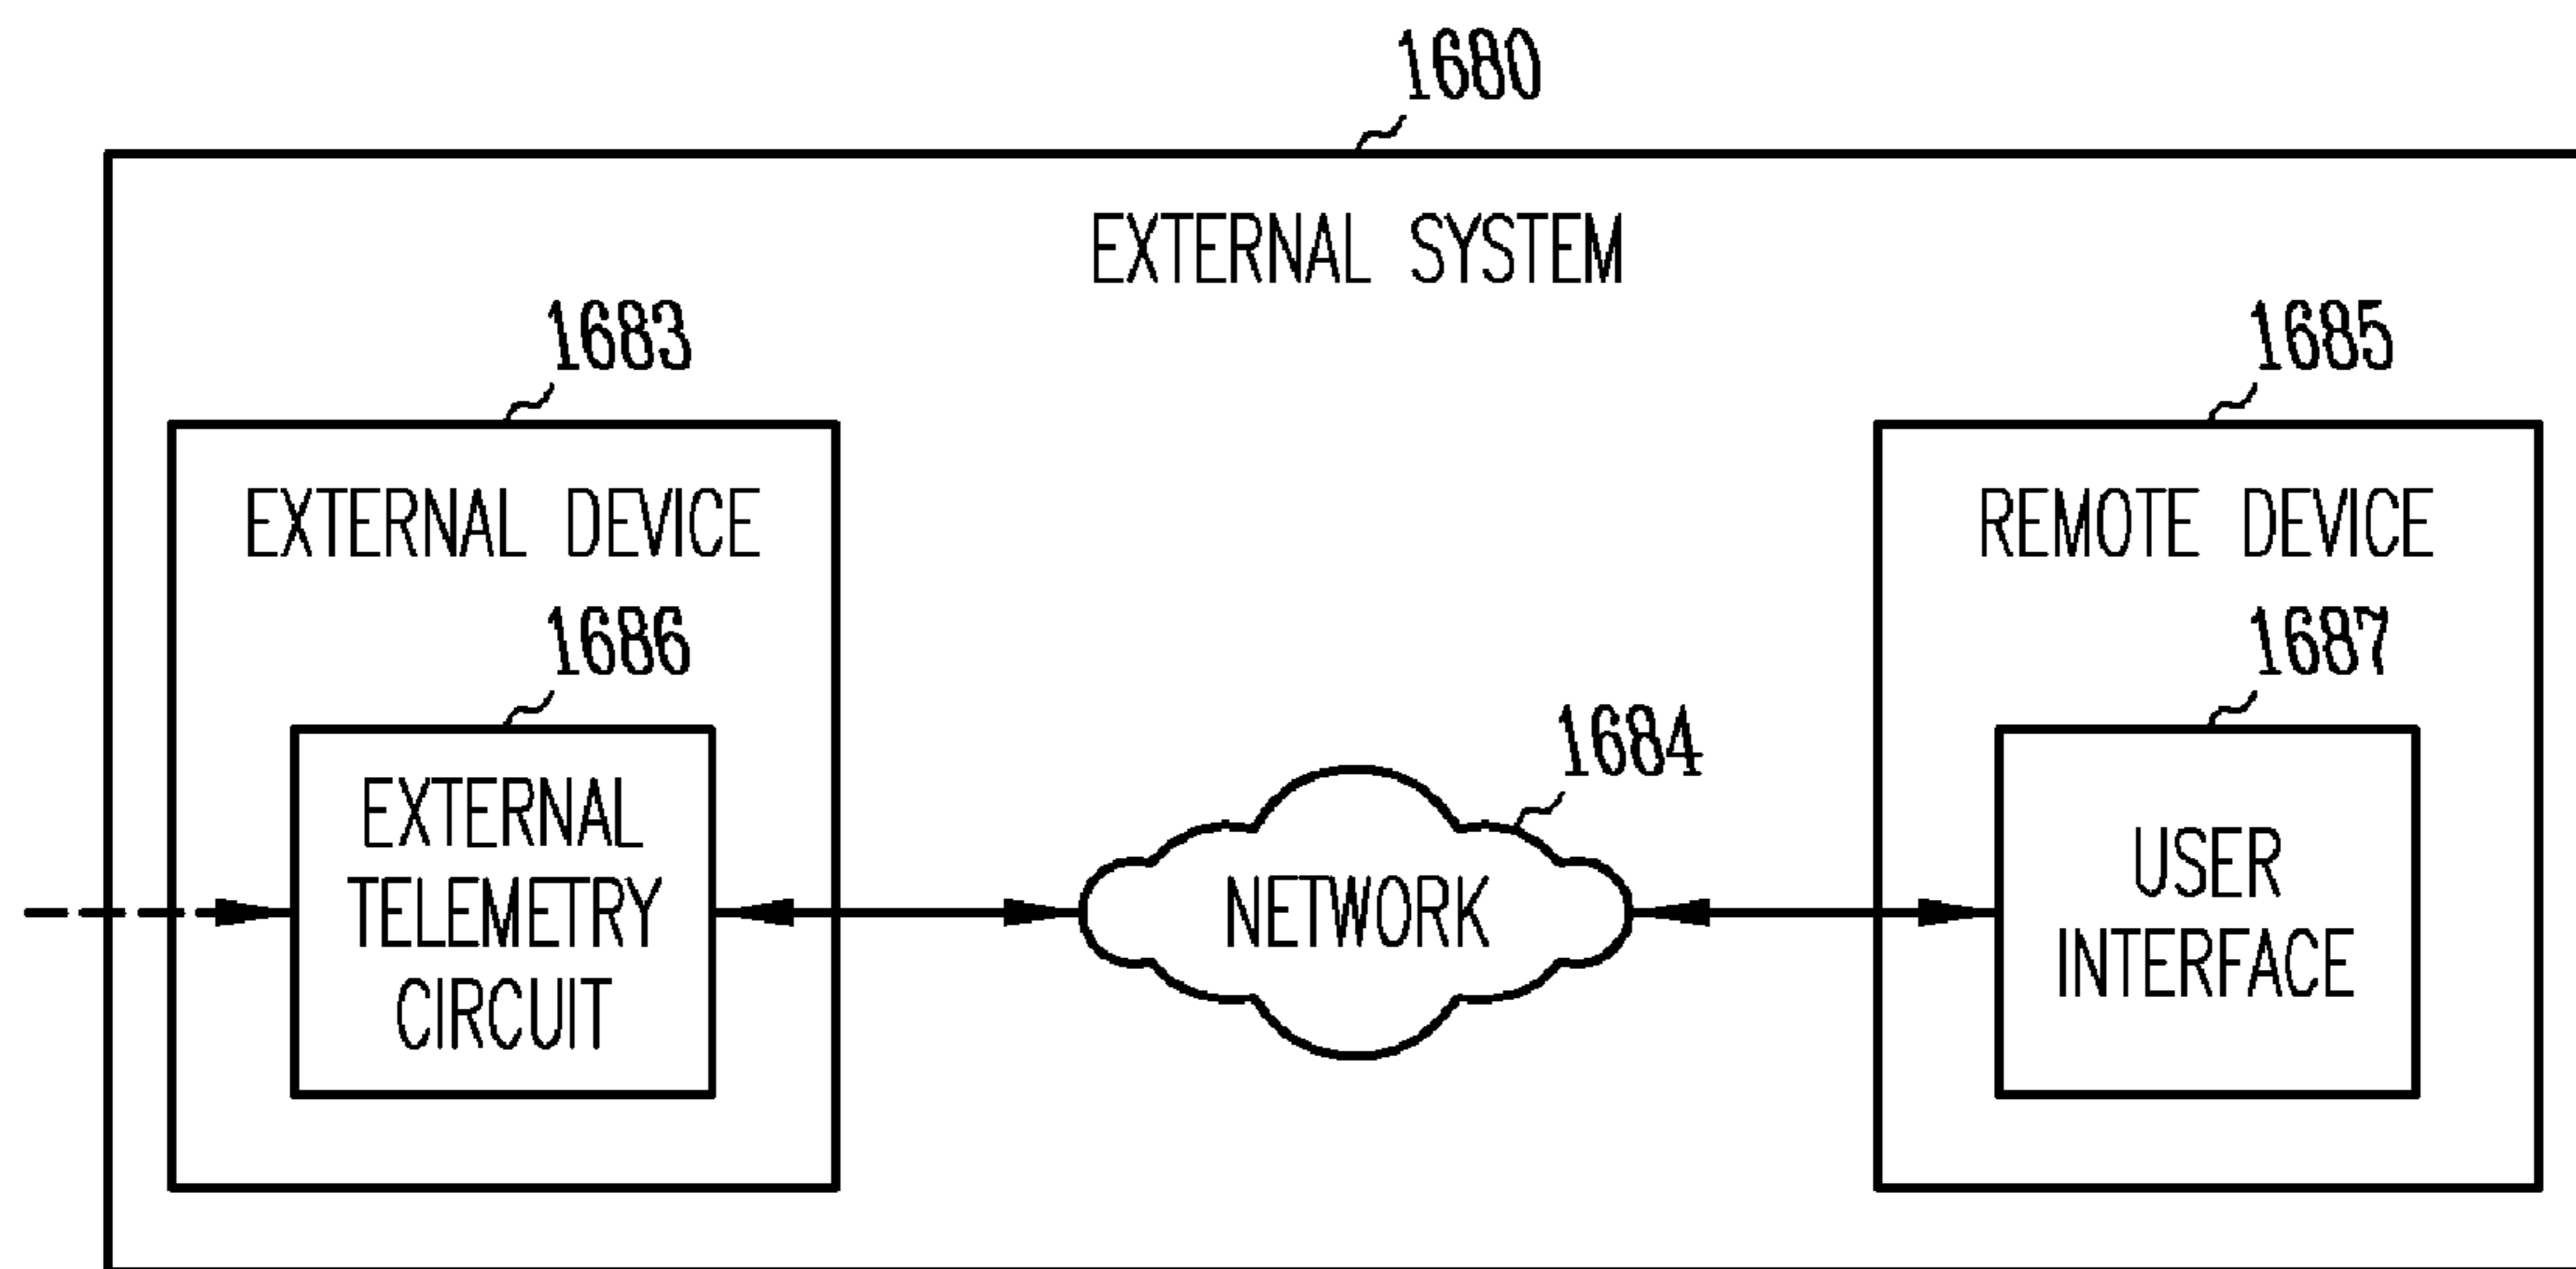 1680
EXTERNAL SYSTEM
1683
1685
EXTERNAL DEVICE
REMOTE DEVICE
1686
1687
1684
EXTERNAL
TELEMETRY
CIRCUIT
NETWORK
USER
INTERFACE